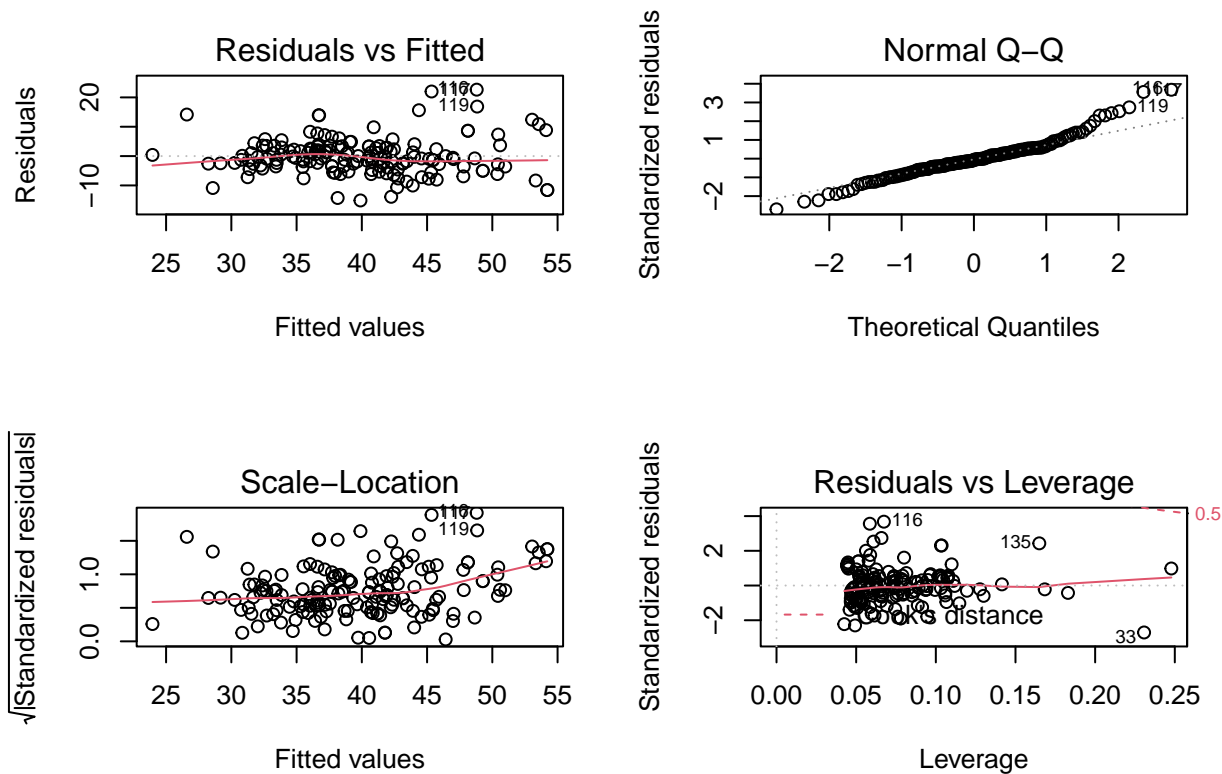 Residuals vs Fitted
Residuals
20
−10
119
25 30 35 40 45 50 55
Fitted values
Normal Q−Q
Standardized residuals
3
1
−2
119
−2 −1 0 1 2
Theoretical Quantiles
Scale−Location
√|Standardized residuals|
1.0
0.0
119
25 30 35 40 45 50 55
Fitted values
Residuals vs Leverage
Standardized residuals
2
−2
116
135
33
0.5
distance
0.00 0.05 0.10 0.15 0.20 0.25
Leverage